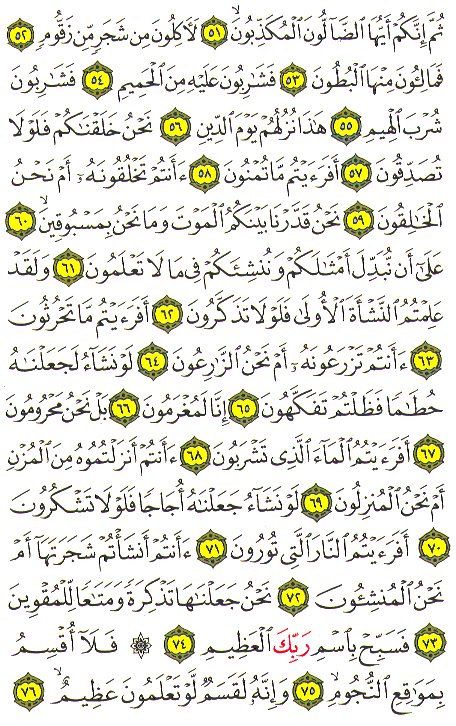 ثُمَّ إِنَّكُمْ أَيُّهَا ٱلضَّآلُّونَ ٱلْمُكَذِّبُونَ ٥١ لَأَكِلُونَ مِن شَجَرٍ مِّن زَقُّومٍ ٥٢
فَمَالِـُٔونَ مِنْهَا ٱلْبُطُونَ ٥٣ فَشَٰرِبُونَ عَلَيْهِ مِنَ ٱلْحَمِيمِ ٥٤ فَشَٰرِبُونَ
شُرْبَ ٱلْهِيمِ ٥٥ هَٰذَا نُزُلُهُمْ يَوْمَ ٱلدِّينِ ٥٦ نَحْنُ خَلَقْنَٰكُمْ فَلَوْلَا
تُصَدِّقُونَ ٥٧ أَفَرَءَيْتُم مَّا تُمْنُونَ ٥٨ ءَأَنتُمْ تَخْلُقُونَهُۥٓ أَمْ نَحْنُ
ٱلْخَٰلِقُونَ ٥٩ نَحْنُ قَدَّرْنَا بَيْنَكُمُ ٱلْمَوْتَ وَمَا نَحْنُ بِمَسْبُوقِينَ ٦٠
عَلَىٰٓ أَن نُّبَدِّلَ أَمْثَٰلَكُمْ وَنُنشِئَكُمْ فِى مَا لَا تَعْلَمُونَ ٦١ وَلَقَدْ
عَلِمْتُمُ ٱلنَّشْأَةَ ٱلْأُولَىٰ فَلَوْلَا تَذَكَّرُونَ ٦٢ أَفَرَءَيْتُم مَّا تَحْرُثُونَ
٦٣ ءَأَنتُمْ تَزْرَعُونَهُۥٓ أَمْ نَحْنُ ٱلزَّٰرِعُونَ ٦٤ لَوْ نَشَآءُ لَجَعَلْنَٰهُ
حُطَٰمًا فَظَلْتُمْ تَفَكَّهُونَ ٦٥ إِنَّا لَمُغْرَمُونَ ٦٦ بَلْ نَحْنُ مَحْرُومُونَ
٦٧ أَفَرَءَيْتُمُ ٱلْمَآءَ ٱلَّذِى تَشْرَبُونَ ٦٨ ءَأَنتُمْ أَنزَلْتُمُوهُ مِنَ ٱلْمُزْنِ
أَمْ نَحْنُ ٱلْمُنزِلُونَ ٦٩ لَوْ نَشَآءُ جَعَلْنَٰهُ أُجَاجًا فَلَوْلَا تَشْكُرُونَ
٧٠ أَفَرَءَيْتُمُ ٱلنَّارَ ٱلَّتِى تُورُونَ ٧١ ءَأَنتُمْ أَنشَأْتُمْ شَجَرَتَهَآ أَمْ
نَحْنُ ٱلْمُنشِـُٔونَ ٧٢ نَحْنُ جَعَلْنَٰهَا تَذْكِرَةً وَمَتَٰعًا لِّلْمُقْوِينَ
٧٣ فَسَبِّحْ بِٱسْمِ رَبِّكَ ٱلْعَظِيمِ ٧٤ ۞ فَلَآ أُقْسِمُ
بِمَوَٰقِعِ ٱلنُّجُومِ ٧٥ وَإِنَّهُۥ لَقَسَمٌ لَّوْ تَعْلَمُونَ عَظِيمٌ ٧٦